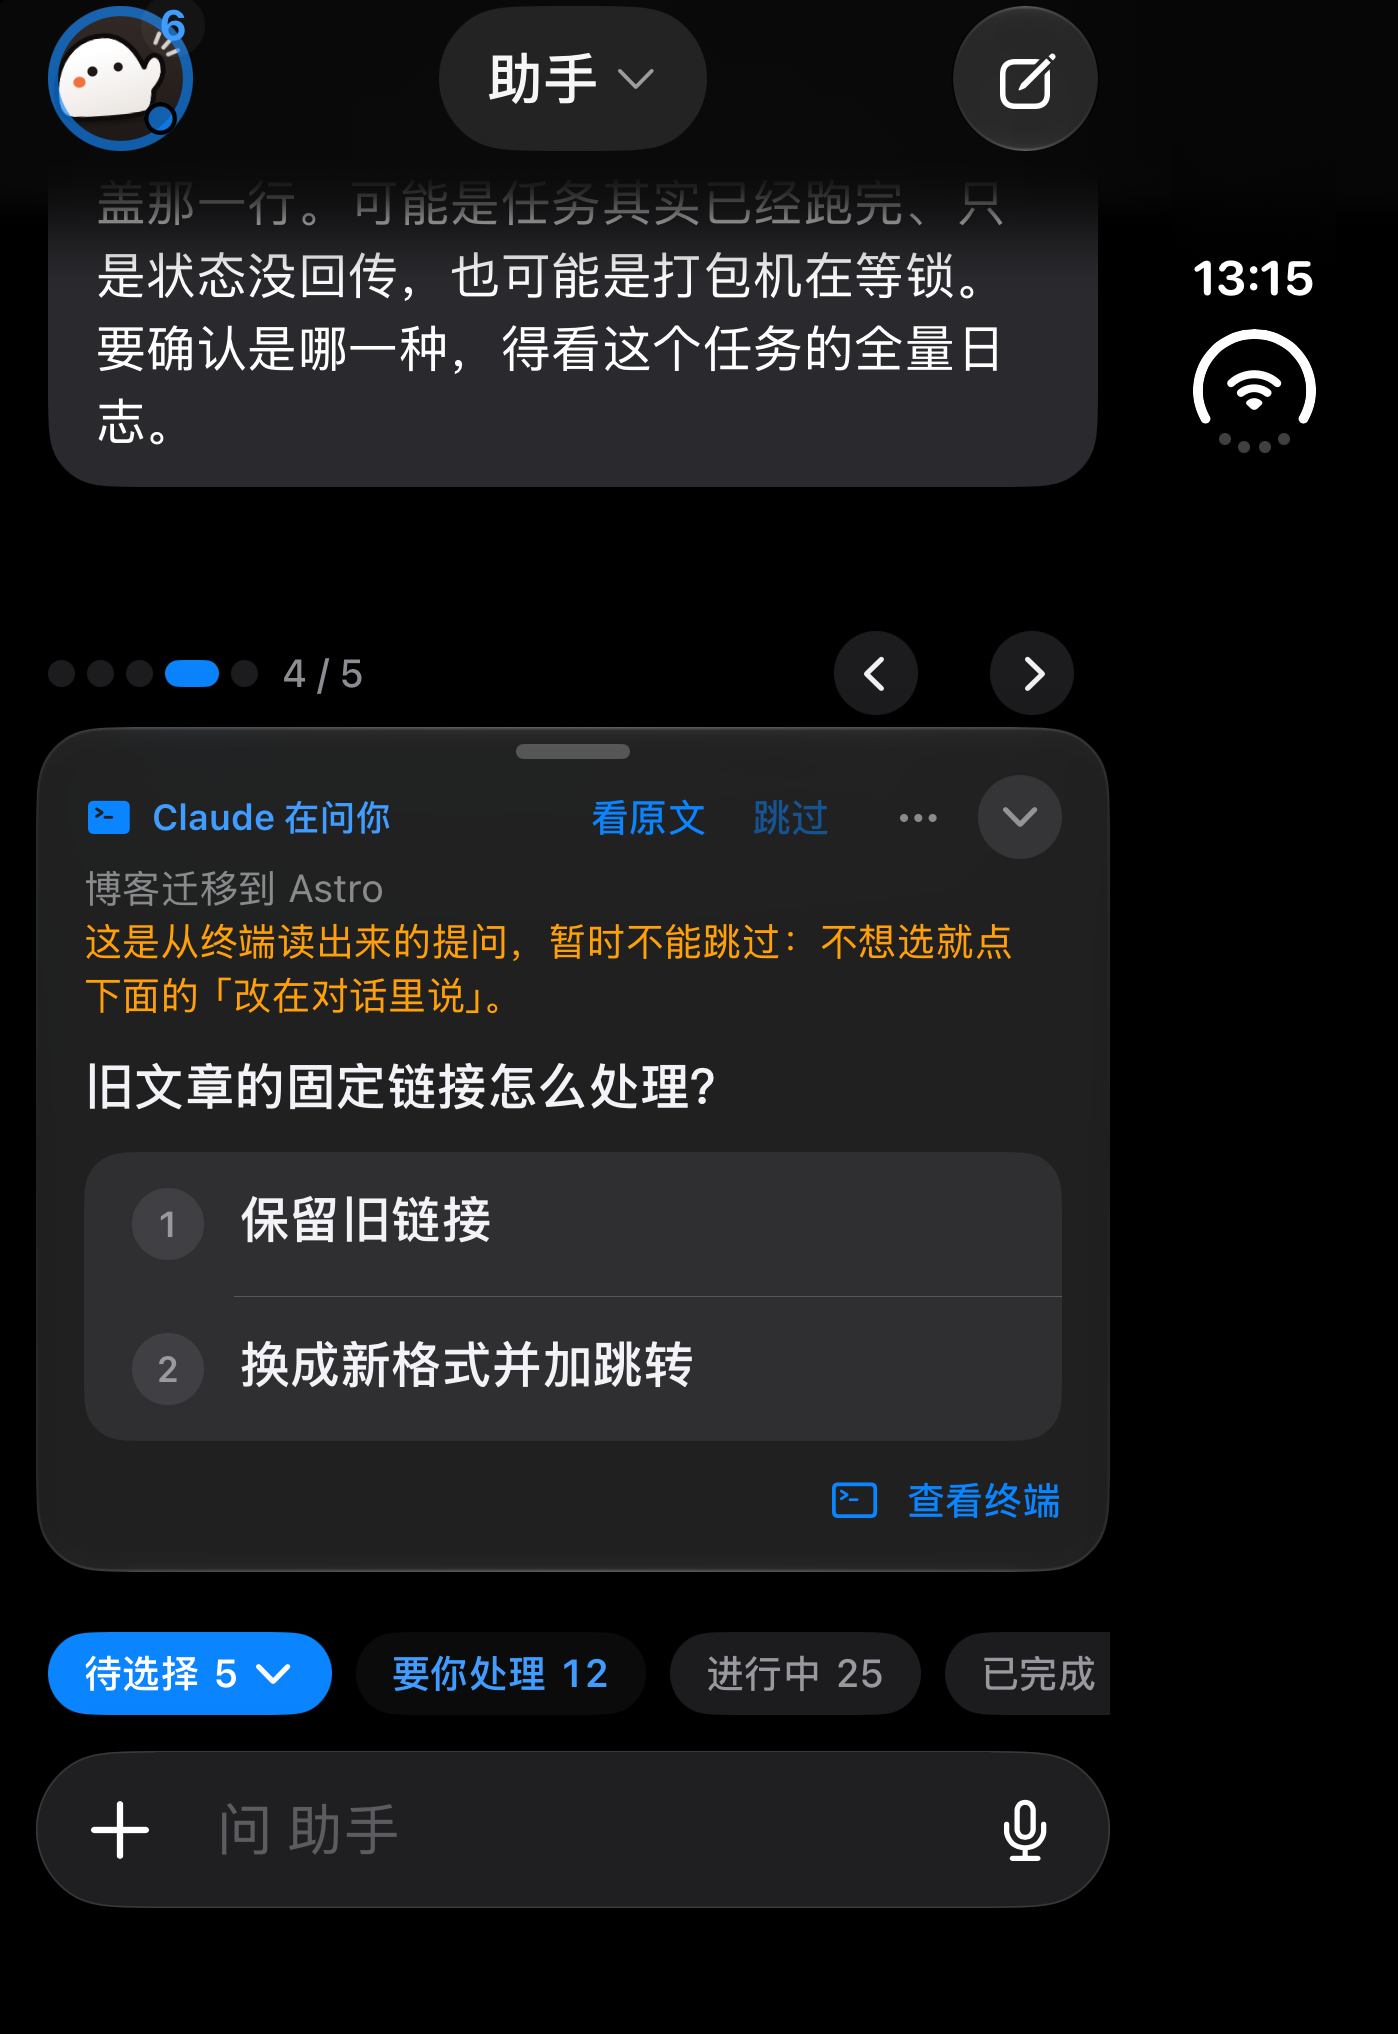 6
助手
盖那一行。可能是任务其实已经跑完、只
是状态没回传，也可能是打包机在等锁。
要确认是哪一种，得看这个任务的全量日
志。
13:15
4 / 5
Claude 在问你
看原文
跳过
博客迁移到 Astro
这是从终端读出来的提问，暂时不能跳过：不想选就点
下面的「改在对话里说」。
旧文章的固定链接怎么处理?
1 保留旧链接
2 换成新格式并加跳转
查看终端
待选择 5
要你处理 12
进行中 25
已完成
问 助手